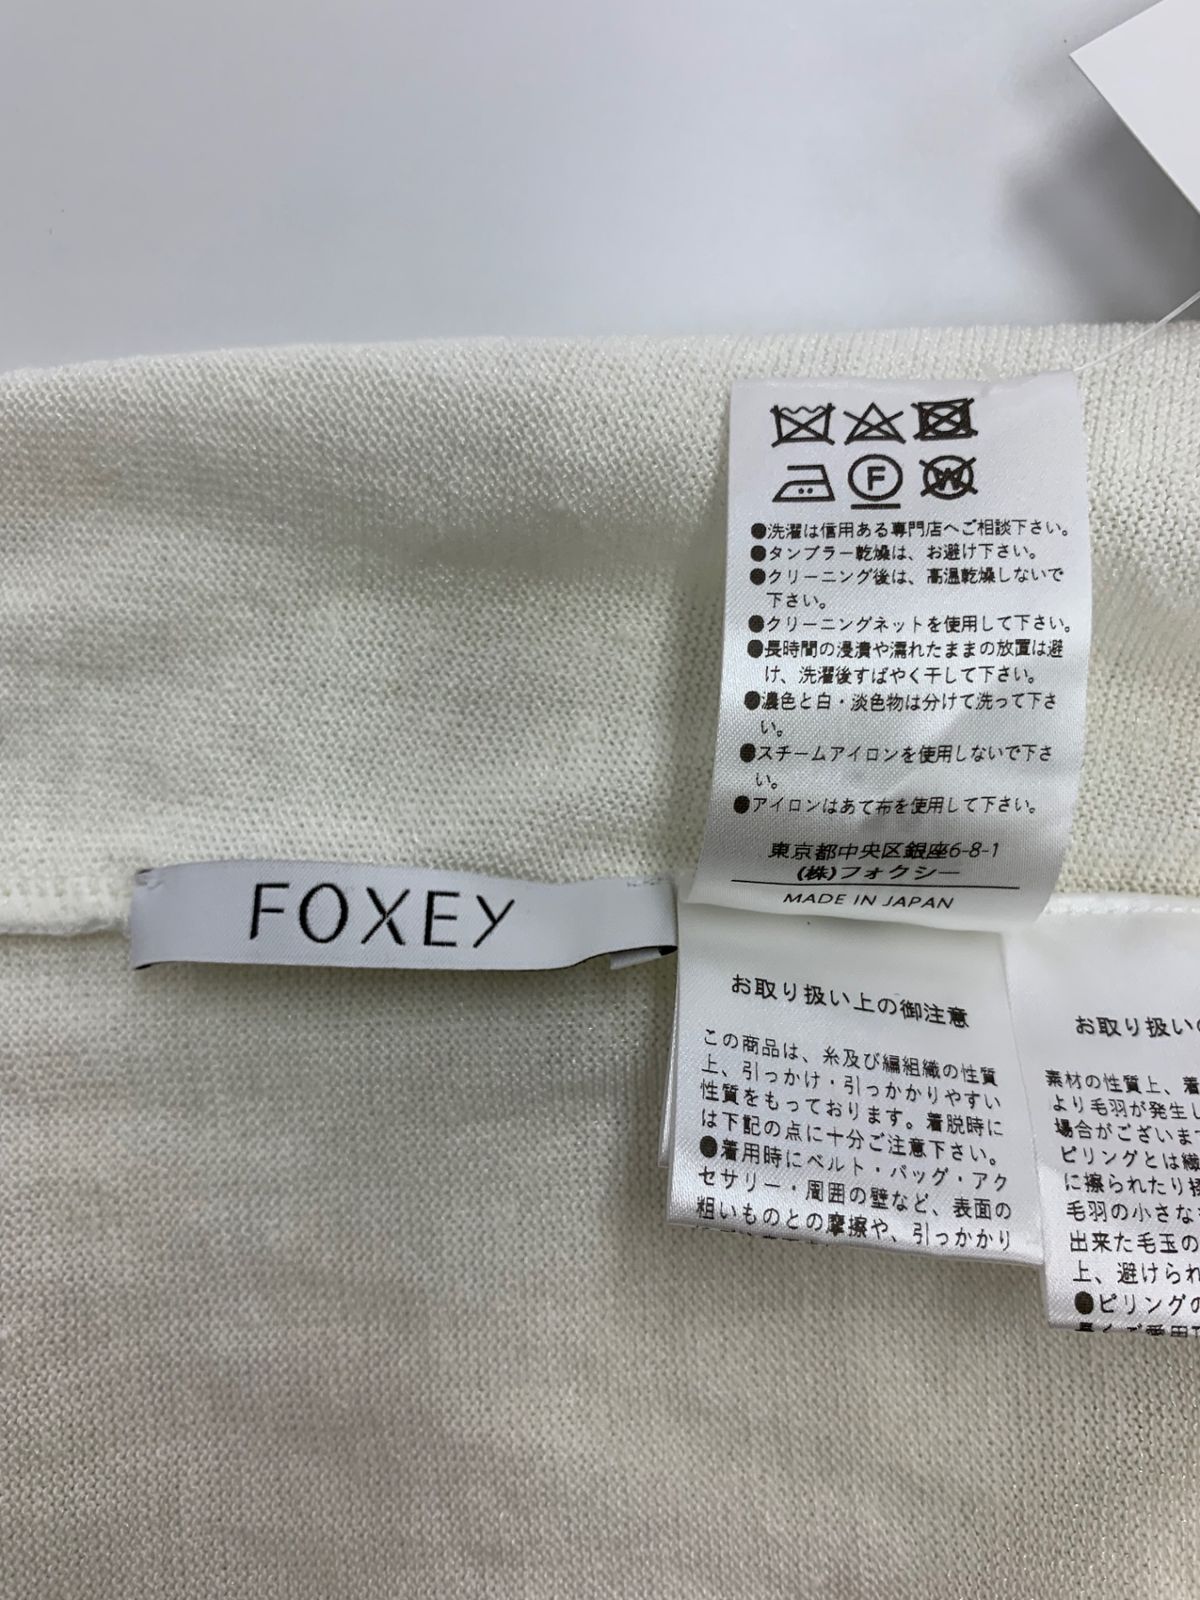 F
W
●洗濯は信用ある専門店へご相談下さい。
●タンブラー乾燥は、お避け下さい。
●クリーニング後は、高温乾燥しないで
下さい。
●クリーニングネットを使用して下さい。
●長時間の浸漬や濡れたままの放置は避
け、洗濯後すばやく干して下さい。
●濃色と白・淡色物は分けて洗って下さ
い。
●スチームアイロンを使用しないで下さ
い。
●アイロンはあて布を使用して下さい。
東京都中央区銀座6-8-1
(株)フォクシー
MADE IN JAPAN
FOXEY
お取り扱い上の御注意
この商品は、糸及び編組織の性質
上、引っかけ・引っかかりやすい
性質をもっております。着脱時に
は下記の点に十分ご注意下さい。
●着用時にベルト・バッグ・アク
セサリー・周囲の壁など、表面の
粗いものとの摩擦や、引っかかり
お取り扱い
素材の性質上、着
より毛羽が発生し
場合がございます
ピリングとは繊
に擦られたり揉
毛羽の小さな
出来た毛玉の
上、避けられ
●ピリングの